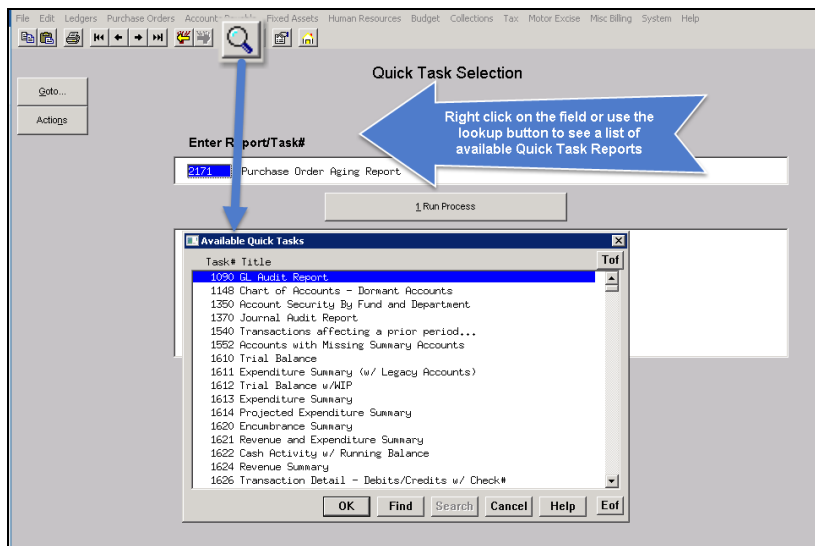 File Edit Ledgers Purchase Orders Accounts Payable Fixed Assets Human Resources Budget Collections Tax Motor Excise Misc Billing System Help
Quick Task Selection
Goto...
Actions
Right click on the field or use the
lookup button to see a list of
available Quick Task Reports
Enter Report/Task#
2171 Purchase Order Aging Report
1 Run Process
Available Quick Tasks
Task# Title
Tof
1090 GL Audit Report
1148 Chart of Accounts - Dormant Accounts
1350 Account Security By Fund and Department
1370 Journal Audit Report
1540 Transactions affecting a prior period...
1552 Accounts with Missing Summary Accounts
1610 Trial Balance
1611 Expenditure Summary (w/ Legacy Accounts)
1612 Trial Balance w/WIP
1613 Expenditure Summary
1614 Projected Expenditure Summary
1620 Encumbrance Summary
1621 Revenue and Expenditure Summary
1622 Cash Activity w/ Running Balance
1624 Revenue Summary
1626 Transaction Detail - Debits/Credits w/ Check#
OK Find Search Cancel Help Eof